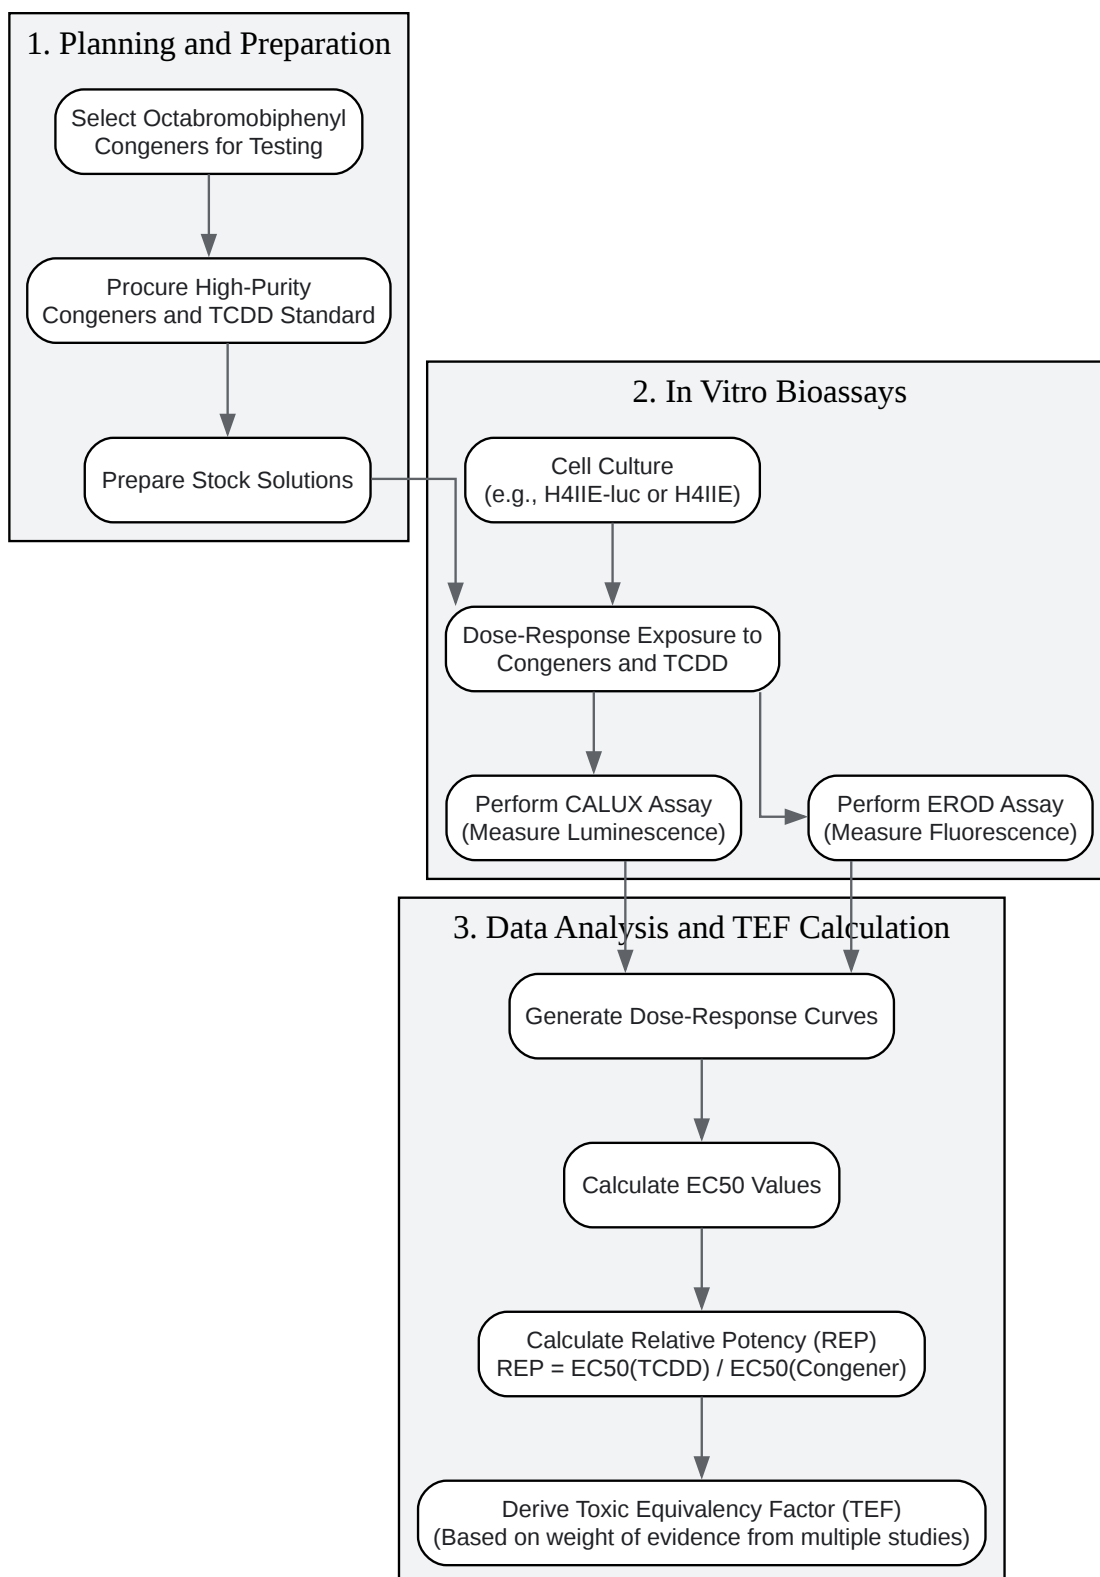 1. Planning and Preparation
Select Octabromobiphenyl
Congeners for Testing
Procure High-Purity
Congeners and TCDD Standard
Prepare Stock Solutions
2. In Vitro Bioassays
Cell Culture
(e.g., H4IIE-luc or H4IIE)
Dose-Response Exposure to
Congeners and TCDD
Perform CALUX Assay
(Measure Luminescence)
Perform EROD Assay
(Measure Fluorescence)
3. Data Analysis and TEF Calculation
Generate Dose-Response Curves
Calculate EC50 Values
Calculate Relative Potency (REP)
REP = EC50(TCDD) / EC50(Congener)
Derive Toxic Equivalency Factor (TEF)
(Based on weight of evidence from multiple studies)